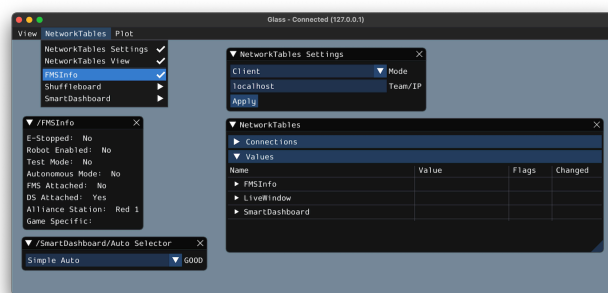 Glass - Connected (127.0.0.1)
View NetworkTables Plot
NetworkTables Settings
NetworkTables View
FMSInfo
Shuffleboard
SmartDashboard
NetworkTables Settings
Client Mode
localhost Team/IP
Apply
/FMSInfo
E-Stopped: No
Robot Enabled: No
Test Mode: No
Autonomous Mode: No
FMS Attached: No
DS Attached: Yes
Alliance Station: Red 1
Game Specific:
NetworkTables
Connections
Values
Name Value Flags Changed
FMSInfo
LiveWindow
SmartDashboard
/SmartDashboard/Auto Selector
Simple Auto GOOD